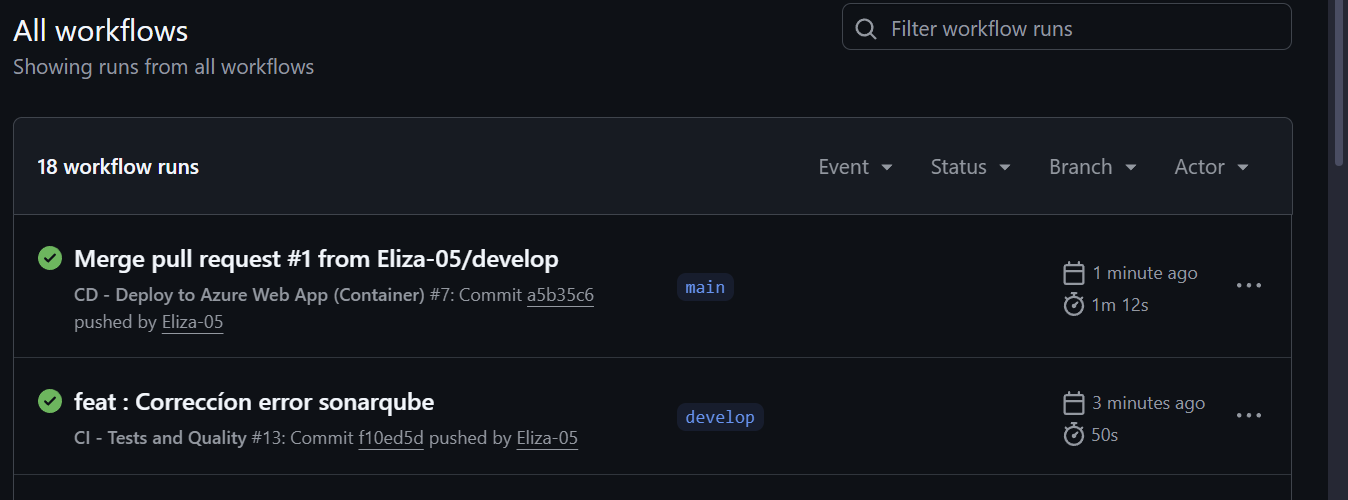 All workflows
Filter workflow runs
Showing runs from all workflows
18 workflow runs
Event
Status
Branch
Actor
Merge pull request #1 from Eliza-05/develop
CD - Deploy to Azure Web App (Container) #7: Commit a5b35c6
pushed by Eliza-05
main
1 minute ago
1m 12s
feat : Correccíon error sonarqube
CI - Tests and Quality #13: Commit f10ed5d pushed by Eliza-05
develop
3 minutes ago
50s